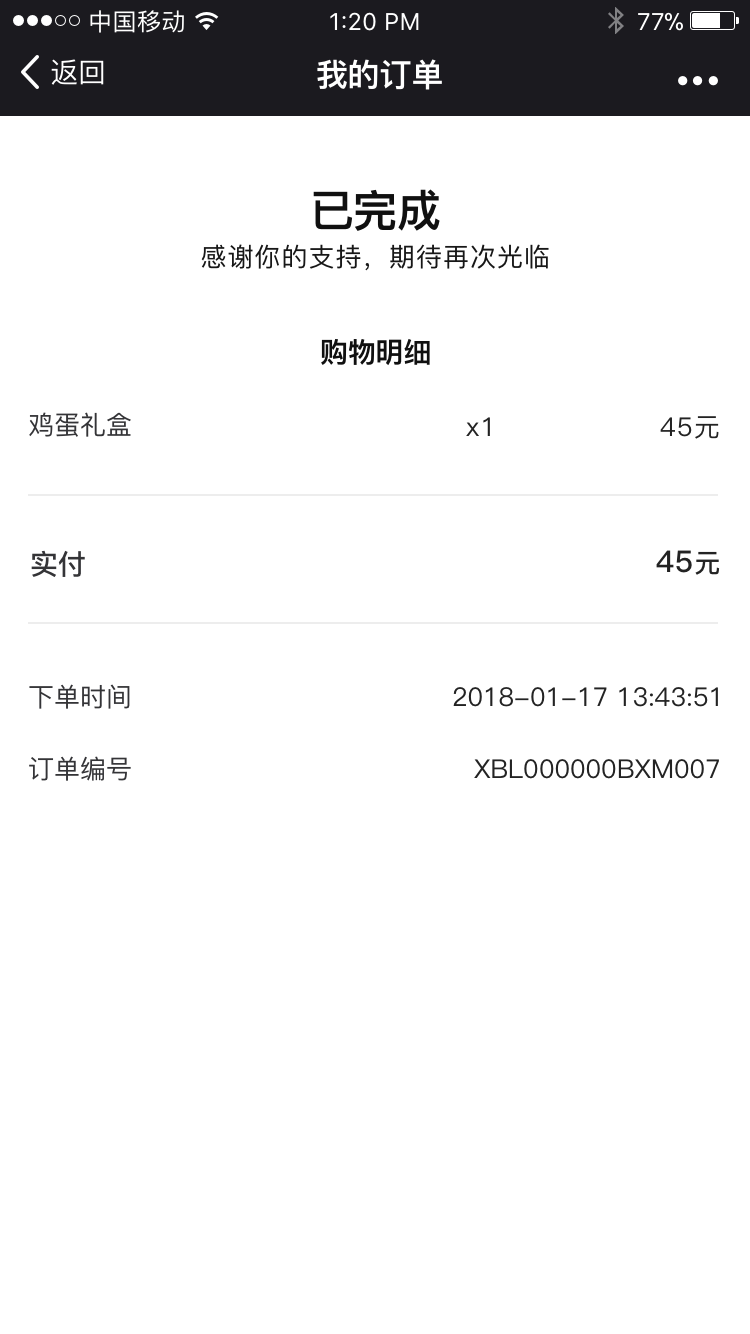 中国移动 1:20 PM 77%
返回 我的订单
已完成
感谢你的支持，期待再次光临
购物明细
鸡蛋礼盒 x1 45元
实付 45元
下单时间 2018-01-17 13:43:51
订单编号 XBL000000BXM007